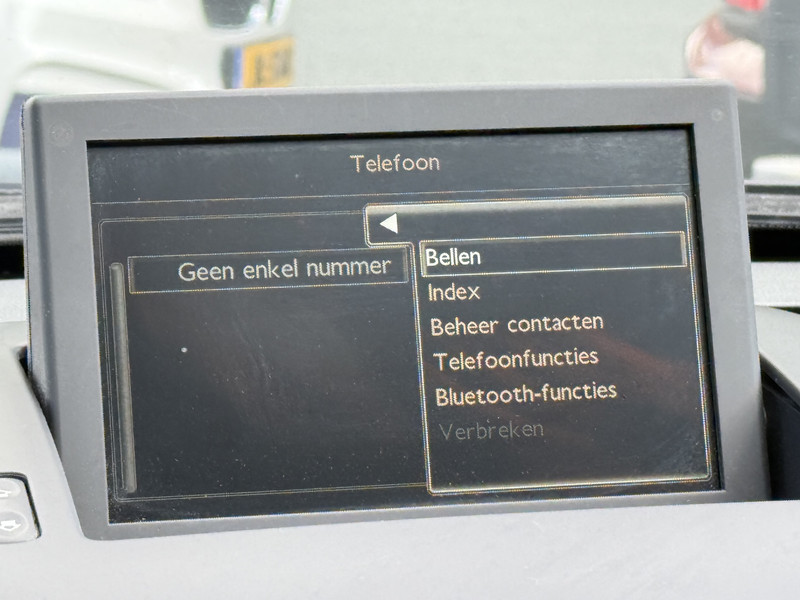 Telefoon
Geen enkel nummer
Bellen
Index
Beheer contacten
Telefoonfuncties
Bluetooth-functies
Verbreken